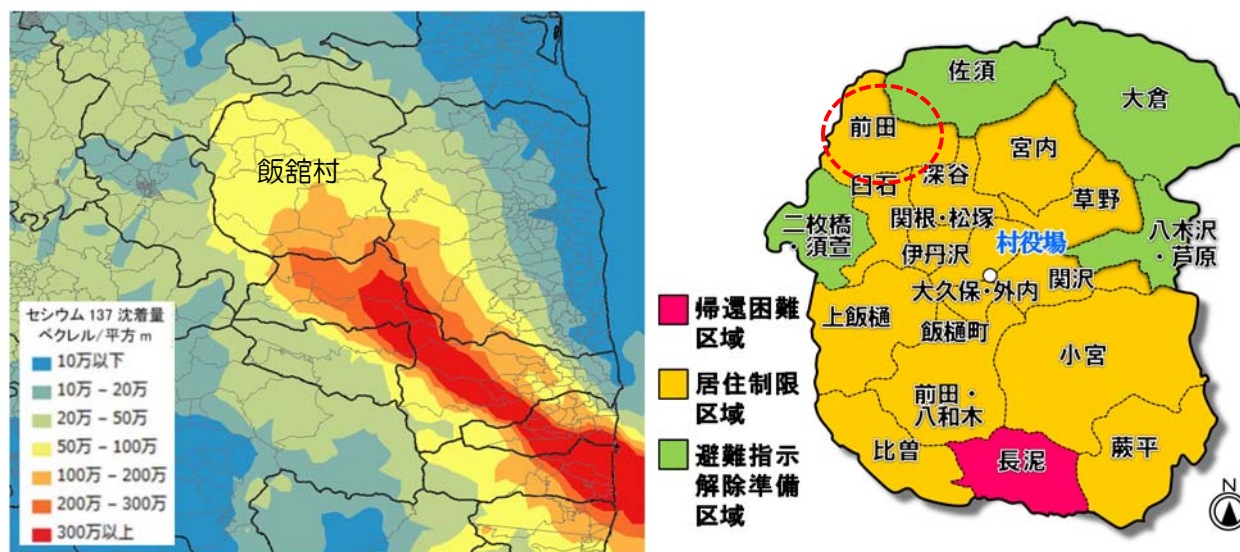 飯舘村
セシウム 137 沈着量
ベクレル/平方 m
10万以下
10万 – 20万
20万 – 50万
50万 – 100万
100万 – 200万
200万 – 300万
300万以上
佐須
大倉
前田
宮内
深谷
臼石
草野
二枚橋
・須萱
関根・松塚
村役場
八木沢
・芦原
伊丹沢
関沢
大久保・外内
上飯樋
飯樋町
小宮
前田・
八和木
比曽
長泥
蕨平
帰還困難
区域
居住制限
区域
避難指示
解除準備
区域
N